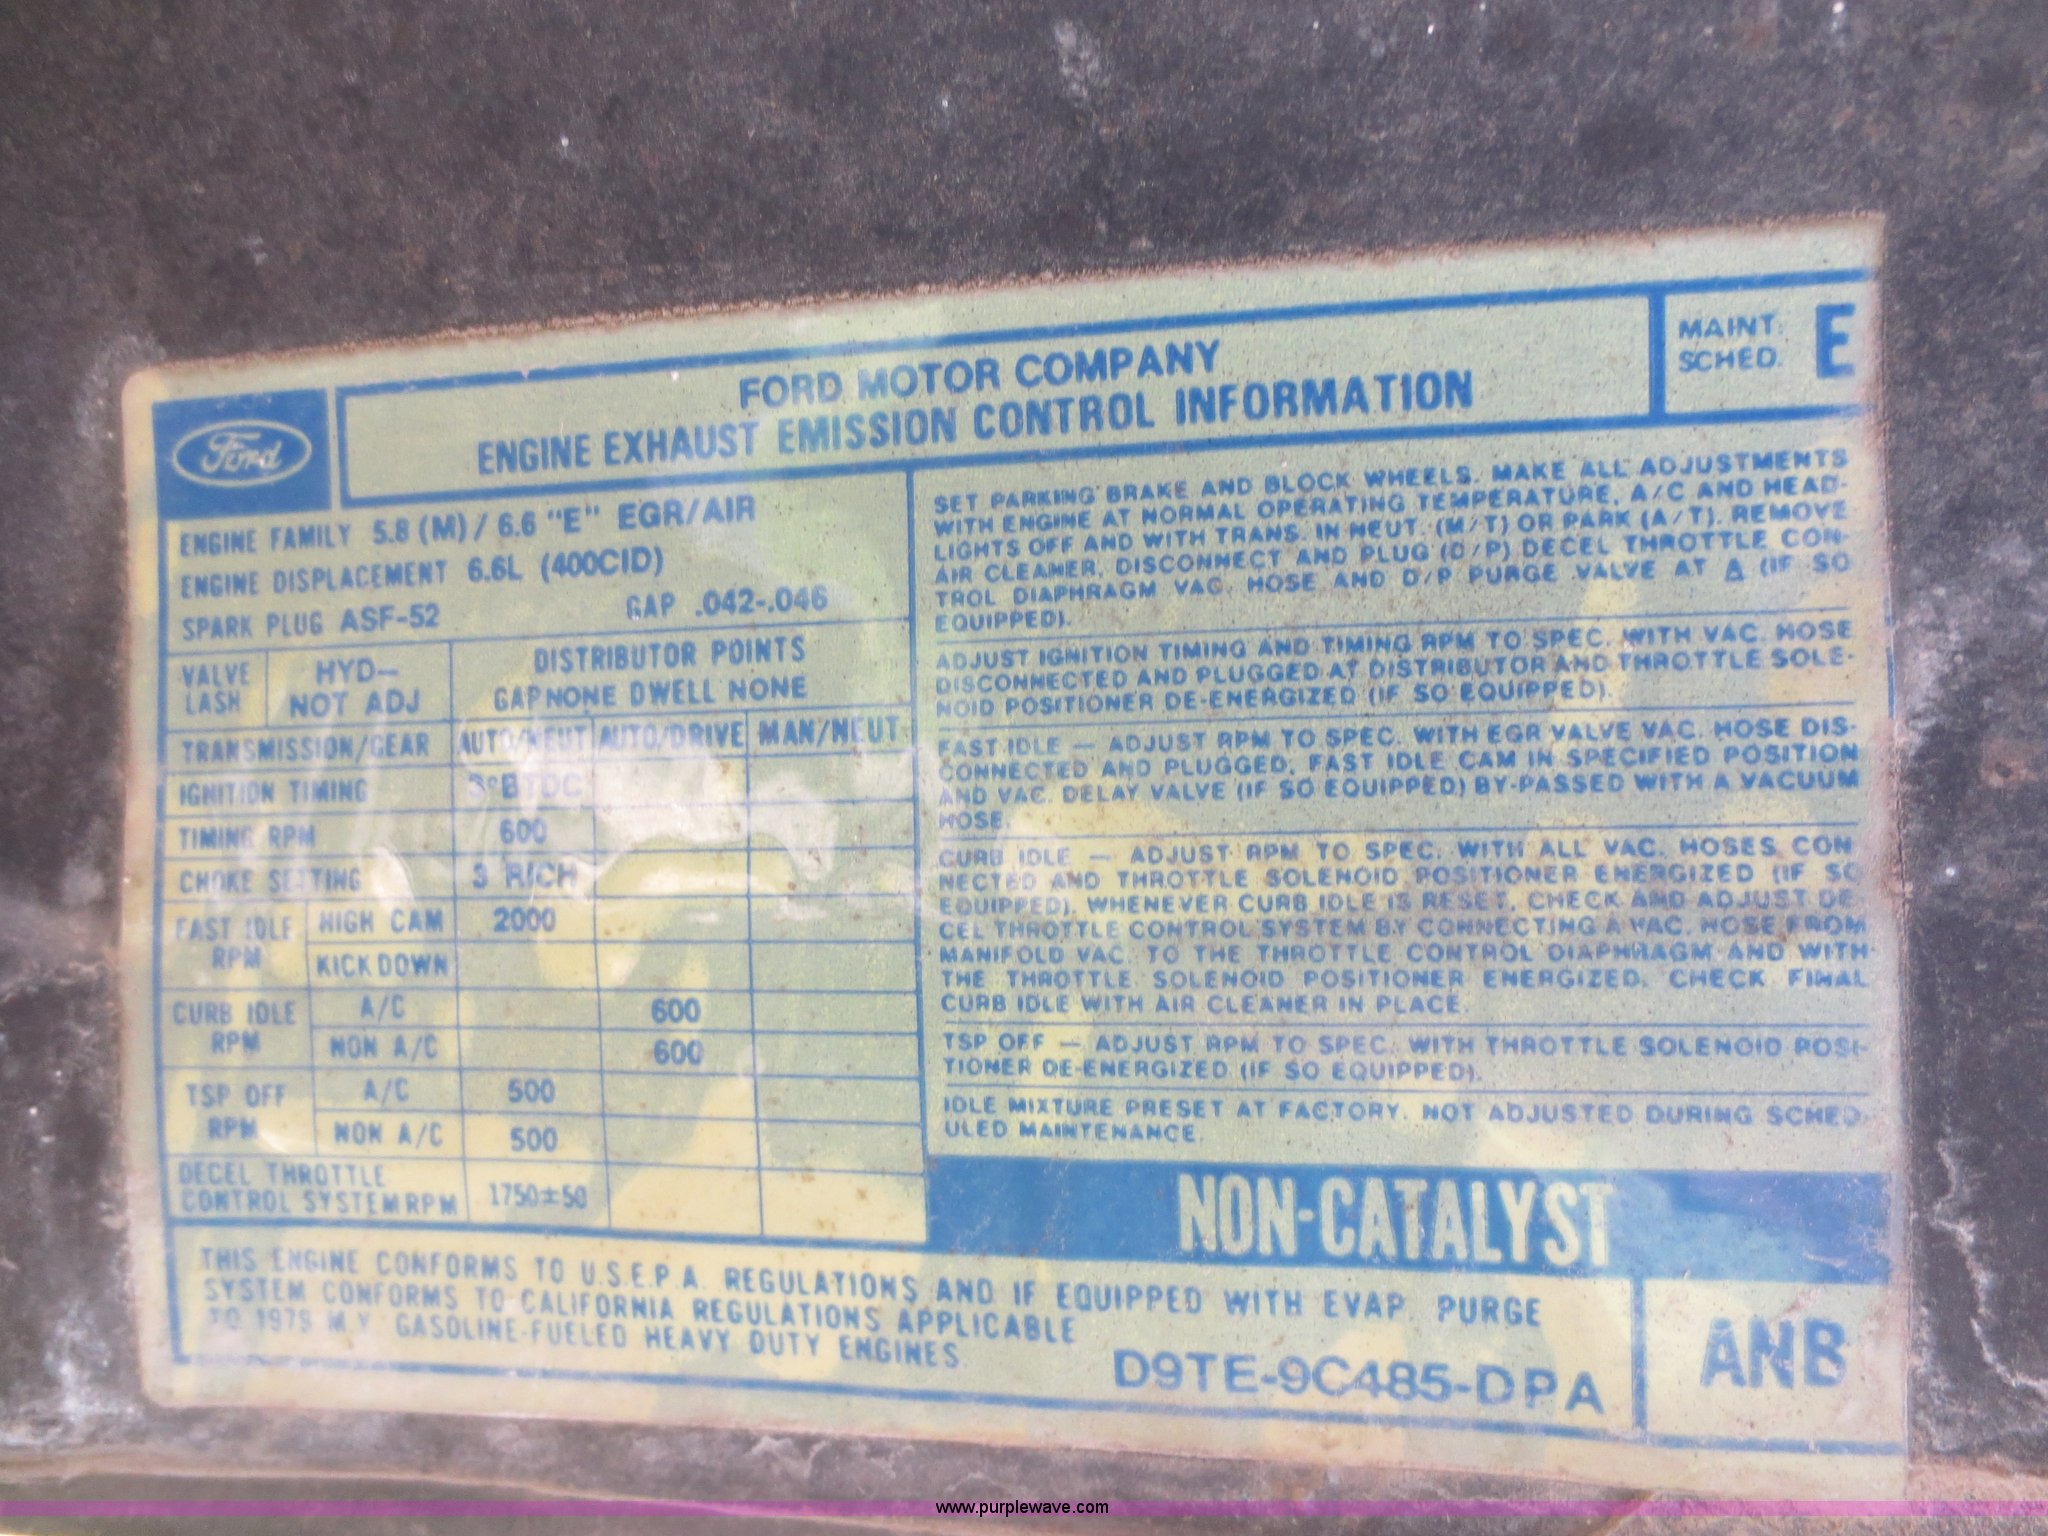 Ford
FORD MOTOR COMPANY
ENGINE EXHAUST EMISSION CONTROL INFORMATION
MAINT.
SCHED.
E
ENGINE FAMILY 5.8 (M) / 6.6 "E" EGR/AIR
ENGINE DISPLACEMENT 6.6L (400CID)
SPARK PLUG ASF-52 GAP .042-.046
VALVE
LASH
HYD-
NOT ADJ
DISTRIBUTOR POINTS
GAP NONE DWELL NONE
TRANSMISSION/GEAR AUTO/NEUT AUTO/DRIVE MAN/NEUT
IGNITION TIMING 3°BTDC
TIMING RPM 600
CHOKE SETTING 3 RICH
FAST IDLE
RPM
HIGH CAM 2000
KICKDOWN
CURB IDLE
RPM
A/C 600
NON A/C 600
TSP OFF
RPM
A/C 500
NON A/C 500
DECEL THROTTLE
CONTROL SYSTEM RPM 1750±50
SET PARKING BRAKE AND BLOCK WHEELS. MAKE ALL ADJUSTMENTS
WITH ENGINE AT NORMAL OPERATING TEMPERATURE, A/C AND HEAD-
LIGHTS OFF AND WITH TRANS. IN NEUT. (M/T) OR PARK (A/T). REMOVE
AIR CLEANER, DISCONNECT AND PLUG (D/P) DECEL THROTTLE CON-
TROL DIAPHRAGM VAC. HOSE AND D/P PURGE VALVE AT △ (IF SO
EQUIPPED).
ADJUST IGNITION TIMING AND TIMING RPM TO SPEC. WITH VAC. HOSE
DISCONNECTED AND PLUGGED AT DISTRIBUTOR AND THROTTLE SOLE-
NOID POSITIONER DE-ENERGIZED (IF SO EQUIPPED).
FAST IDLE — ADJUST RPM TO SPEC. WITH EGR VALVE VAC. HOSE DIS-
CONNECTED AND PLUGGED, FAST IDLE CAM IN SPECIFIED POSITION
AND VAC. DELAY VALVE (IF SO EQUIPPED) BY-PASSED WITH A VACUUM
HOSE.
CURB IDLE — ADJUST RPM TO SPEC. WITH ALL VAC. HOSES CON
NECTED AND THROTTLE SOLENOID POSITIONER ENERGIZED (IF SO
EQUIPPED). WHENEVER CURB IDLE IS RESET, CHECK AND ADJUST DE-
CEL THROTTLE CONTROL SYSTEM BY CONNECTING A VAC. HOSE FROM
MANIFOLD VAC. TO THE THROTTLE CONTROL DIAPHRAGM AND WITH
THE THROTTLE SOLENOID POSITIONER ENERGIZED. CHECK FINAL
CURB IDLE WITH AIR CLEANER IN PLACE.
TSP OFF — ADJUST RPM TO SPEC. WITH THROTTLE SOLENOID POSI-
TIONER DE-ENERGIZED (IF SO EQUIPPED).
IDLE MIXTURE PRESET AT FACTORY. NOT ADJUSTED DURING SCHED-
ULED MAINTENANCE.
NON-CATALYST
THIS ENGINE CONFORMS TO U.S.E.P.A. REGULATIONS AND IF EQUIPPED WITH EVAP. PURGE
SYSTEM CONFORMS TO CALIFORNIA REGULATIONS APPLICABLE
TO 1979 M.Y. GASOLINE-FUELED HEAVY DUTY ENGINES.
D9TE-9C485-DPA
ANB
www.purplewave.com